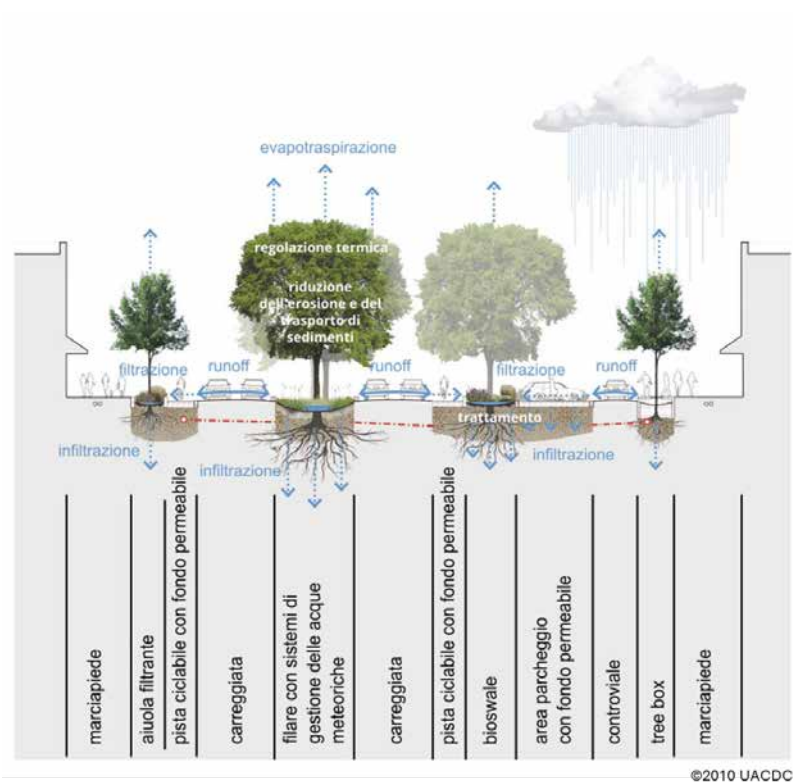 evapotraspirazione
regolazione termica
riduzione
dell'erosione e del
trasporto di
sedimenti
filtrazione
runoff
runoff
filtrazione
runoff
trattamento
infiltrazione
infiltrazione
infiltrazione
marciapiede
aiuola filtrante
pista ciclabile con fondo permeabile
carreggiata
filare con sistemi di
gestione delle acque
meteoriche
carreggiata
pista ciclabile con fondo permeabile
bioswale
area parcheggio
con fondo permeabile
controviale
tree box
marciapiede
©2010 UACDC